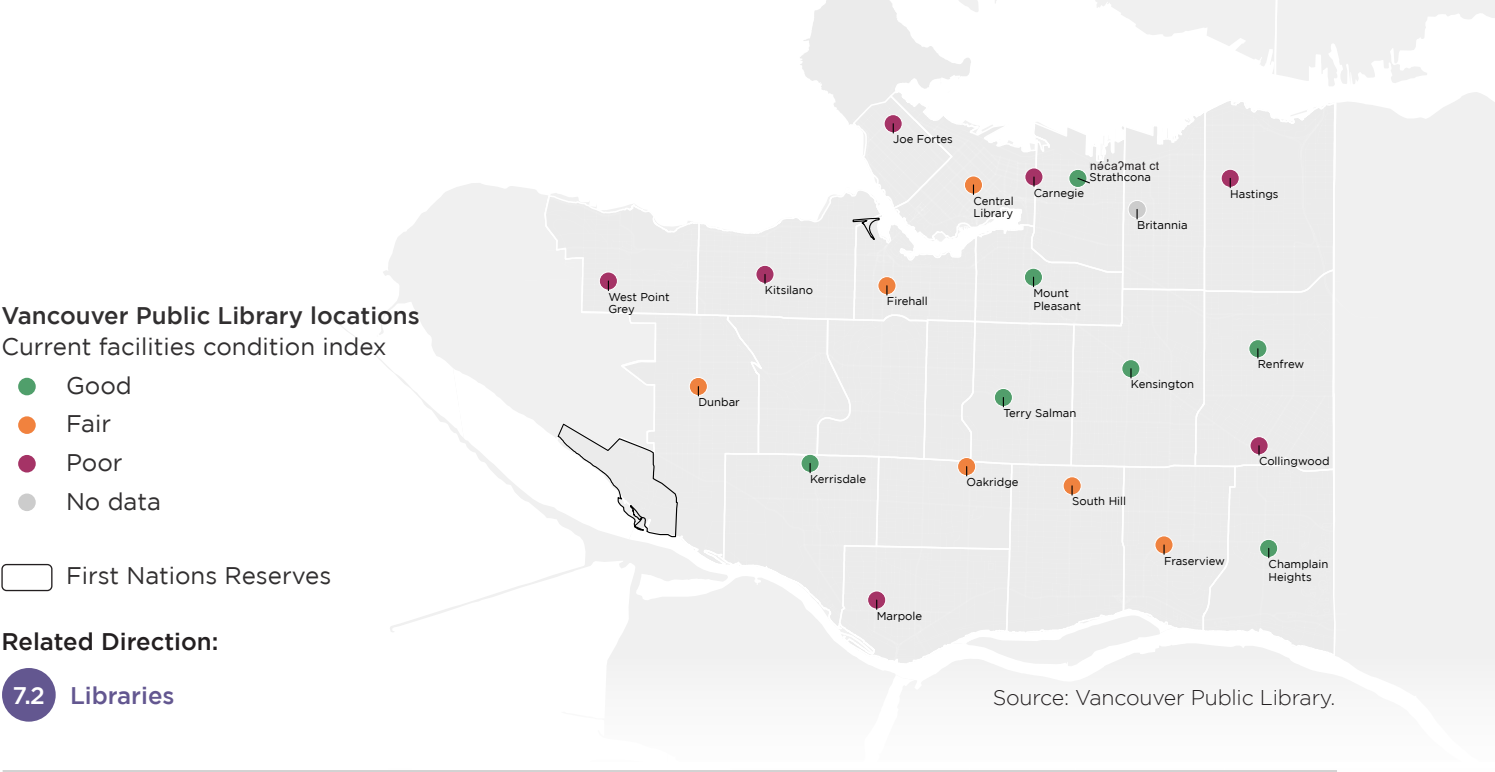 Vancouver Public Library locations
Current facilities condition index
Good
Fair
Poor
No data
First Nations Reserves
Related Direction:
7.2 Libraries
Joe Fortes
Central
Library
Carnegie
nə́c̓aʔmat ct
Strathcona
Britannia
Hastings
West Point
Grey
Kitsilano
Firehall
Mount
Pleasant
Renfrew
Kensington
Dunbar
Terry Salman
Collingwood
Kerrisdale
Oakridge
South Hill
Fraserview
Champlain
Heights
Marpole
Source: Vancouver Public Library.